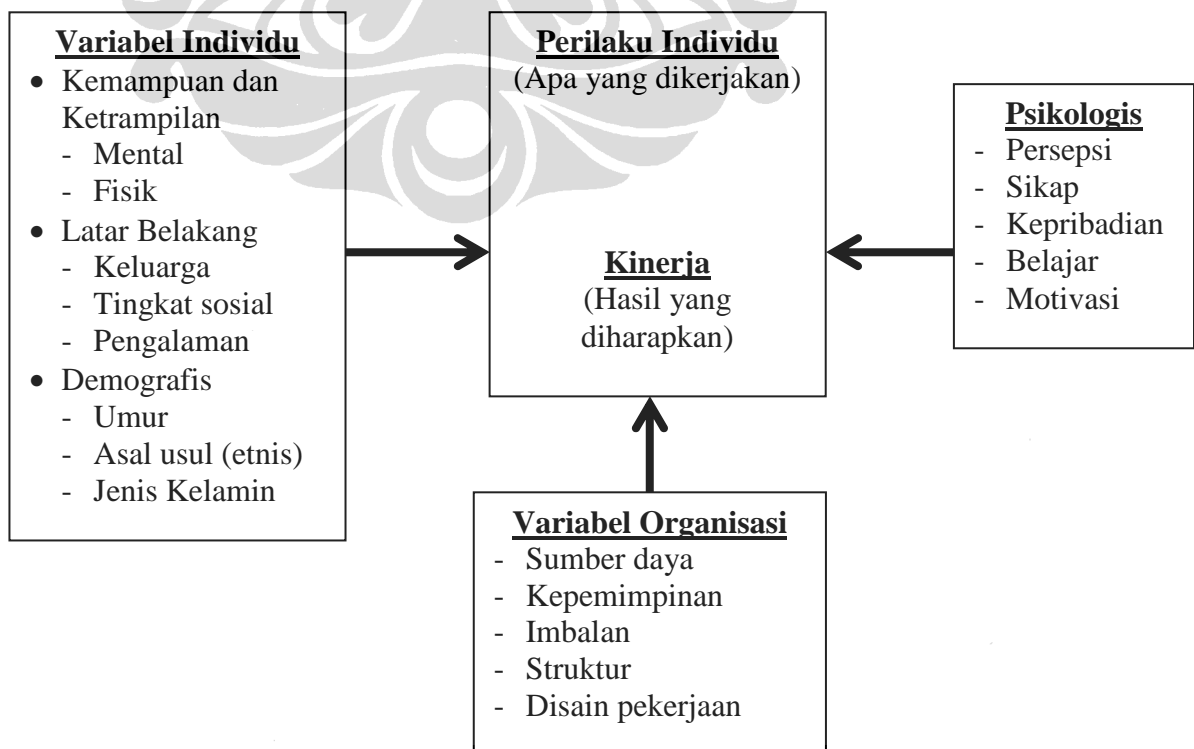 Variabel Individu
• Kemampuan dan
Ketrampilan
- Mental
- Fisik
• Latar Belakang
- Keluarga
- Tingkat sosial
- Pengalaman
• Demografis
- Umur
- Asal usul (etnis)
- Jenis Kelamin
Perilaku Individu
(Apa yang dikerjakan)
Kinerja
(Hasil yang
diharapkan)
Psikologis
- Persepsi
- Sikap
- Kepribadian
- Belajar
- Motivasi
Variabel Organisasi
- Sumber daya
- Kepemimpinan
- Imbalan
- Struktur
- Disain pekerjaan